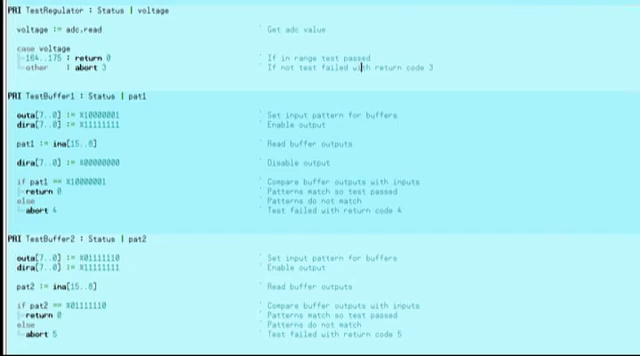 PRI TestRegulator : Status | voltage
voltage := adc.read ' Get adc value
case voltage
164..175 : return 0 ' If in range test passed
other : abort 3 ' If not test failed with return code 3
PRI TestBuffer1 : Status | pat1
outa[7..0] := %10000001 ' Set input pattern for buffers
dira[7..0] := %11111111 ' Enable output
pat1 := ina[15..8] ' Read buffer outputs
dira[7..0] := %00000000 ' Disable output
if pat1 == %10000001 ' Compare buffer outputs with inputs
return 0 ' Patterns match so test passed
else ' Patterns do not match
abort 4 ' Test failed with return code 4
PRI TestBuffer2 : Status | pat2
outa[7..0] := %01111110 ' Set input pattern for buffers
dira[7..0] := %11111111 ' Enable output
pat2 := ina[15..8] ' Read buffer outputs
if pat2 == %01111110 ' Compare buffer outputs with inputs
return 0 ' Patterns match so test passed
else ' Patterns do not match
abort 5 ' Test failed with return code 5